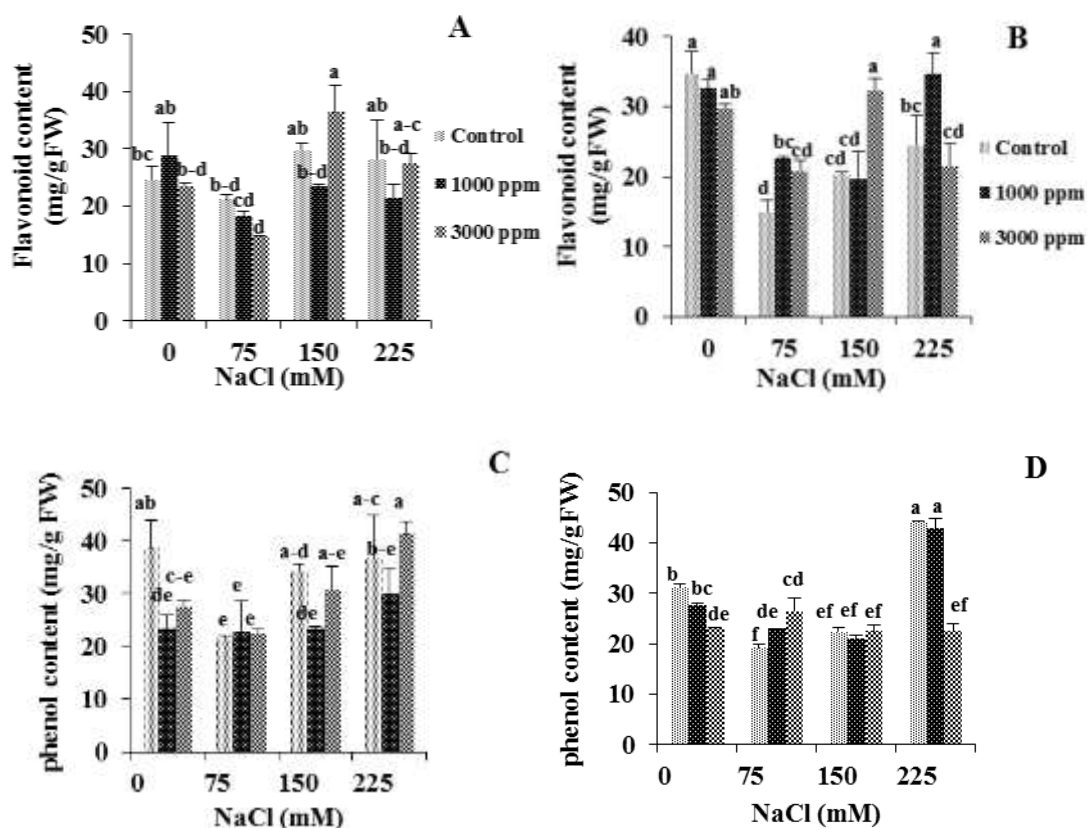 A
Flavonoid content
(mg/gFW)
50
40
30
20
10
0
bc ab b-d
b-d cd d
ab b-d a
ab b-d a-c
0 75 150 225
NaCl (mM)
Control
1000 ppm
3000 ppm
B
Flavonoid content
(mg/gFW)
40
30
20
10
0
a a ab
d bc cd
cd cd a
bc a cd
0 75 150 225
NaCl (mM)
Control
1000 ppm
3000 ppm
C
phenol content (mg/g FW)
50
40
30
20
10
0
ab de c-e
e e e
a-d de a-e
a-c b-e a
0 75 150 225
NaCl (mM)
D
phenol content (mg/gFW)
50
40
30
20
10
0
b bc de
f de cd
ef ef ef
a a ef
0 75 150 225
NaCl (mM)